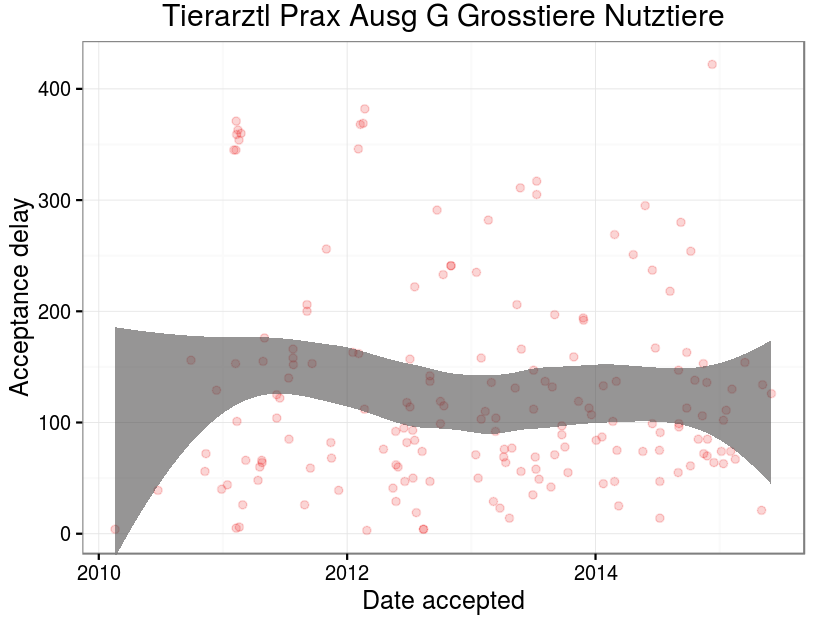 Tierarztl Prax Ausg G Grosstiere Nutztiere
Acceptance delay
400
300
200
100
0
2010 2012 2014
Date accepted